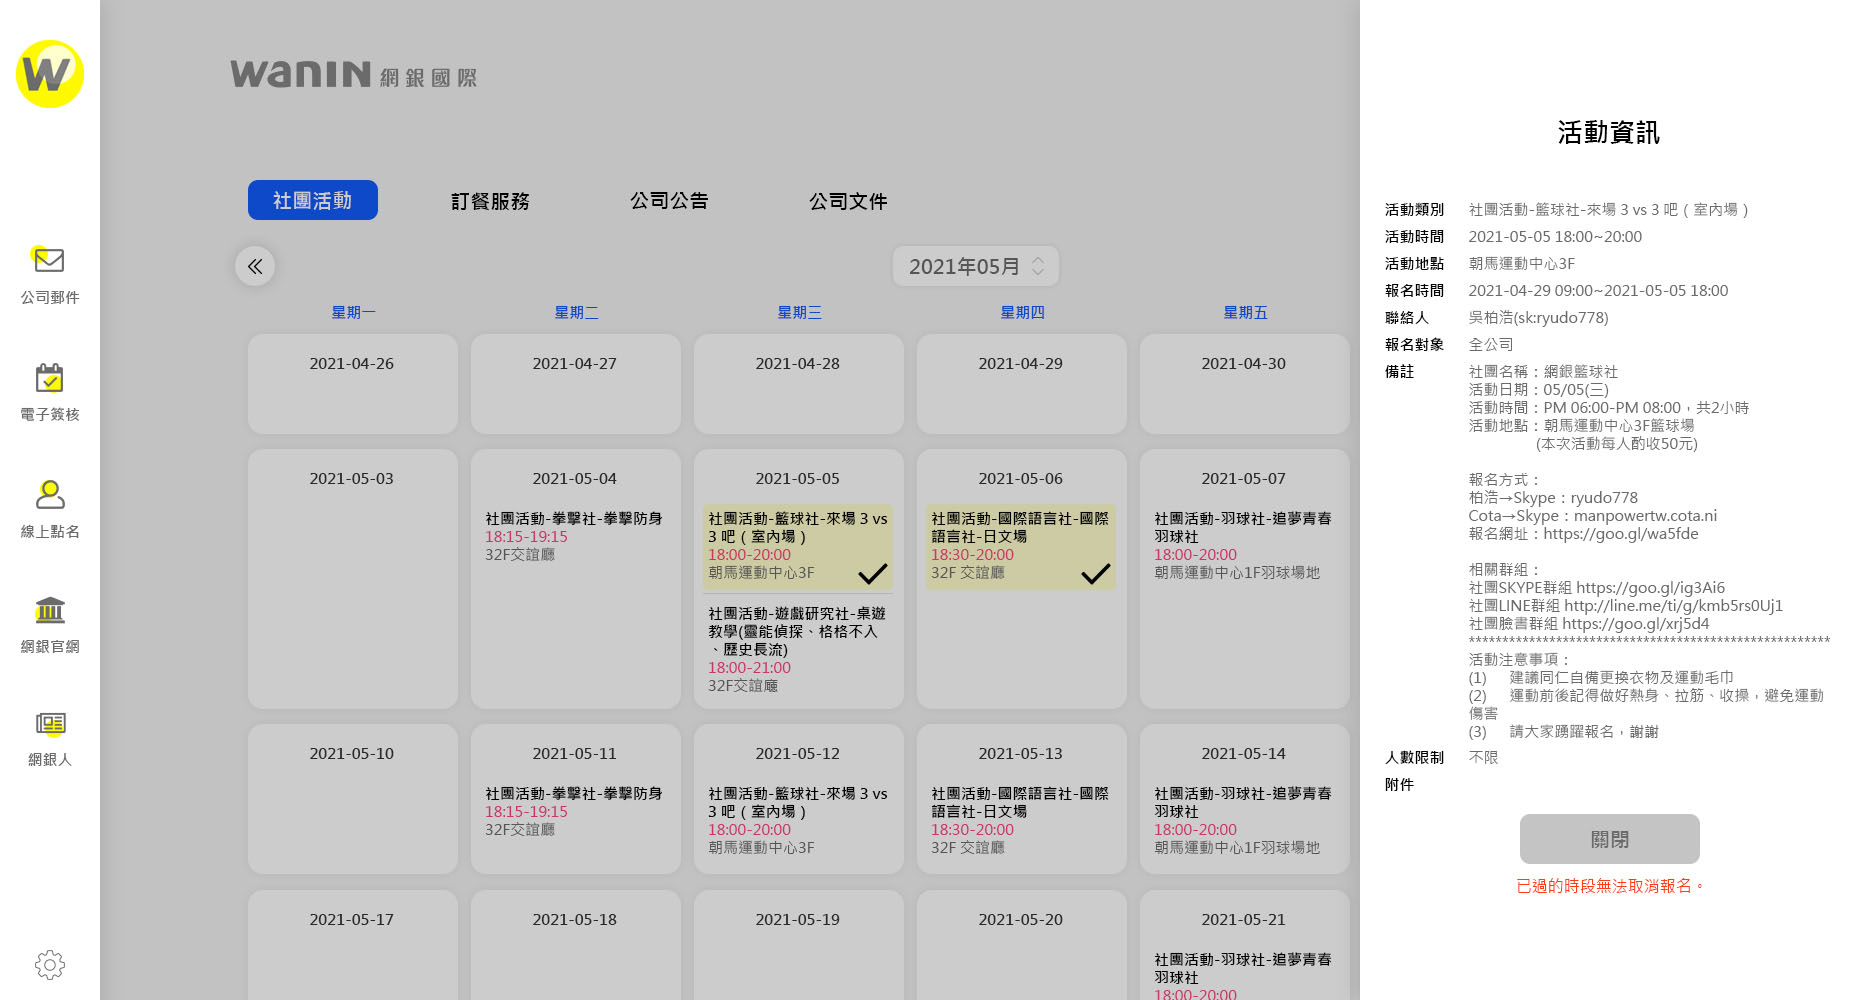 W
公司郵件
電子簽核
線上點名
網銀官網
網銀人
wanin 網銀國際
社團活動
訂餐服務
公司公告
公司文件
2021年05月
星期一
星期二
星期三
星期四
星期五
2021-04-26
2021-04-27
2021-04-28
2021-04-29
2021-04-30
2021-05-03
2021-05-04
社團活動-拳擊社-拳擊防身
18:15-19:15
32F交誼廳
2021-05-05
社團活動-籃球社-來場 3 vs
3 吧（室內場）
18:00-20:00
朝馬運動中心3F
社團活動-遊戲研究社-桌遊
教學(靈能偵探、格格不入
、歷史長流)
18:00-21:00
32F交誼廳
2021-05-06
社團活動-國際語言社-國際
語言社-日文場
18:30-20:00
32F 交誼廳
2021-05-07
社團活動-羽球社-追夢青春
羽球社
18:00-20:00
朝馬運動中心1F羽球場地
2021-05-10
2021-05-11
社團活動-拳擊社-拳擊防身
18:15-19:15
32F交誼廳
2021-05-12
社團活動-籃球社-來場 3 vs
3 吧（室內場）
18:00-20:00
朝馬運動中心3F
2021-05-13
社團活動-國際語言社-國際
語言社-日文場
18:30-20:00
32F 交誼廳
2021-05-14
社團活動-羽球社-追夢青春
羽球社
18:00-20:00
朝馬運動中心1F羽球場地
2021-05-17
2021-05-18
2021-05-19
2021-05-20
2021-05-21
社團活動-羽球社-追夢青春
羽球社
18:00-20:00
活動資訊
活動類別 社團活動-籃球社-來場 3 vs 3 吧（室內場）
活動時間 2021-05-05 18:00~20:00
活動地點 朝馬運動中心3F
報名時間 2021-04-29 09:00~2021-05-05 18:00
聯絡人 吳柏浩(sk:ryudo778)
報名對象 全公司
備註 社團名稱：網銀籃球社
活動日期：05/05(三)
活動時間：PM 06:00-PM 08:00，共2小時
活動地點：朝馬運動中心3F籃球場
(本次活動每人酌收50元)
報名方式：
柏浩→Skype：ryudo778
Cota→Skype：manpowertw.cota.ni
報名網址：https://goo.gl/wa5fde
相關群組：
社團SKYPE群組 https://goo.gl/ig3Ai6
社團LINE群組 http://line.me/ti/g/kmb5rs0Uj1
社團臉書群組 https://goo.gl/xrj5d4
******************************************************
活動注意事項：
(1) 建議同仁自備更換衣物及運動毛巾
(2) 運動前後記得做好熱身、拉筋、收操，避免運動
傷害
(3) 請大家踴躍報名，謝謝
人數限制 不限
附件
關閉
已過的時段無法取消報名。